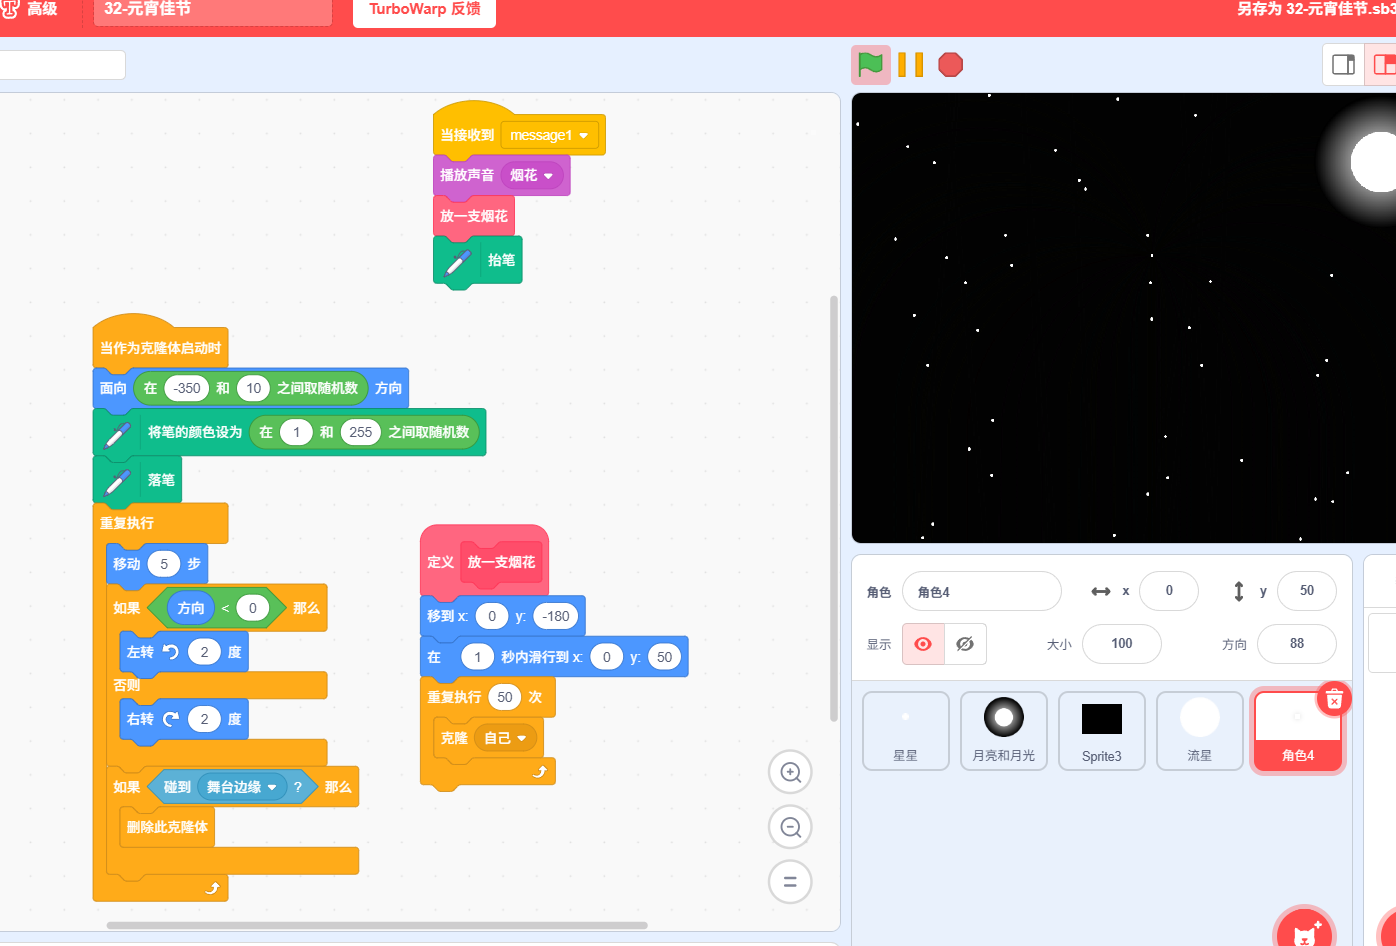 高级
32-元宵佳节
TurboWarp 反馈
另存为 32-元宵佳节.sb3
当接收到 message1
播放声音 烟花
放一支烟花
抬笔
当作为克隆体启动时
面向 在 -350 和 10 之间取随机数 方向
将笔的颜色设为 在 1 和 255 之间取随机数
落笔
重复执行
移动 5 步
如果 方向 < 0 那么
左转 2 度
否则
右转 2 度
如果 碰到 舞台边缘 ? 那么
删除此克隆体
定义 放一支烟花
移到 x: 0 y: -180
在 1 秒内滑行到 x: 0 y: 50
重复执行 50 次
克隆 自己
角色 角色4 x 0 y 50
显示 大小 100 方向 88
星星
月亮和月光
Sprite3
流星
角色4